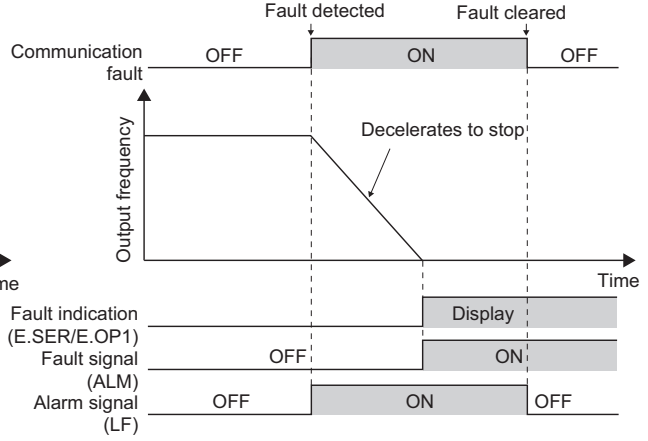 Fault detected
Fault cleared
Communication
fault
OFF
ON
OFF
Output frequency
Decelerates to stop
me
Time
Fault indication
(E.SER/E.OP1)
Display
Fault signal
(ALM)
OFF
ON
Alarm signal
(LF)
OFF
ON
OFF